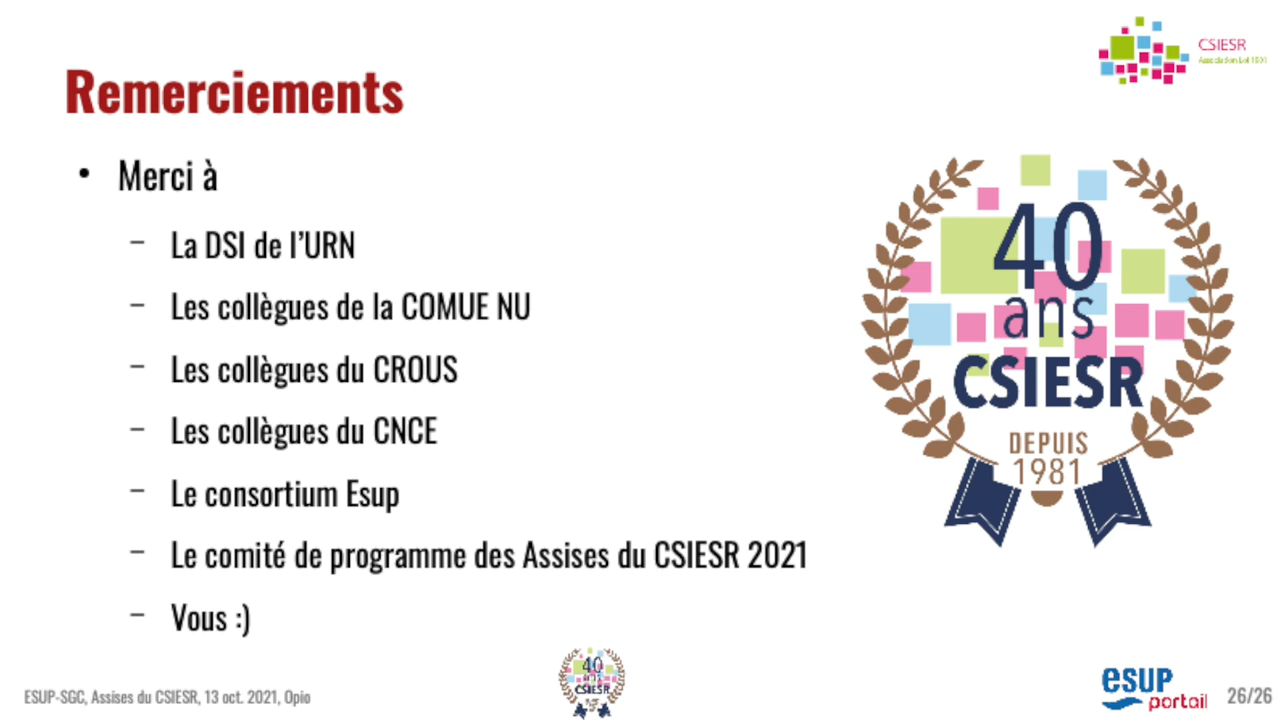 CSIESR
Association Loi 1901
Remerciements
• Merci à
– La DSI de l’URN
– Les collègues de la COMUE NU
– Les collègues du CROUS
– Les collègues du CNCE
– Le consortium Esup
– Le comité de programme des Assises du CSIESR 2021
– Vous :)
40
ans
CSIESR
DEPUIS
1981
40
ans
CSIESR
ESUP-SGC, Assises du CSIESR, 13 oct. 2021, Opio
esup
portail
26/26